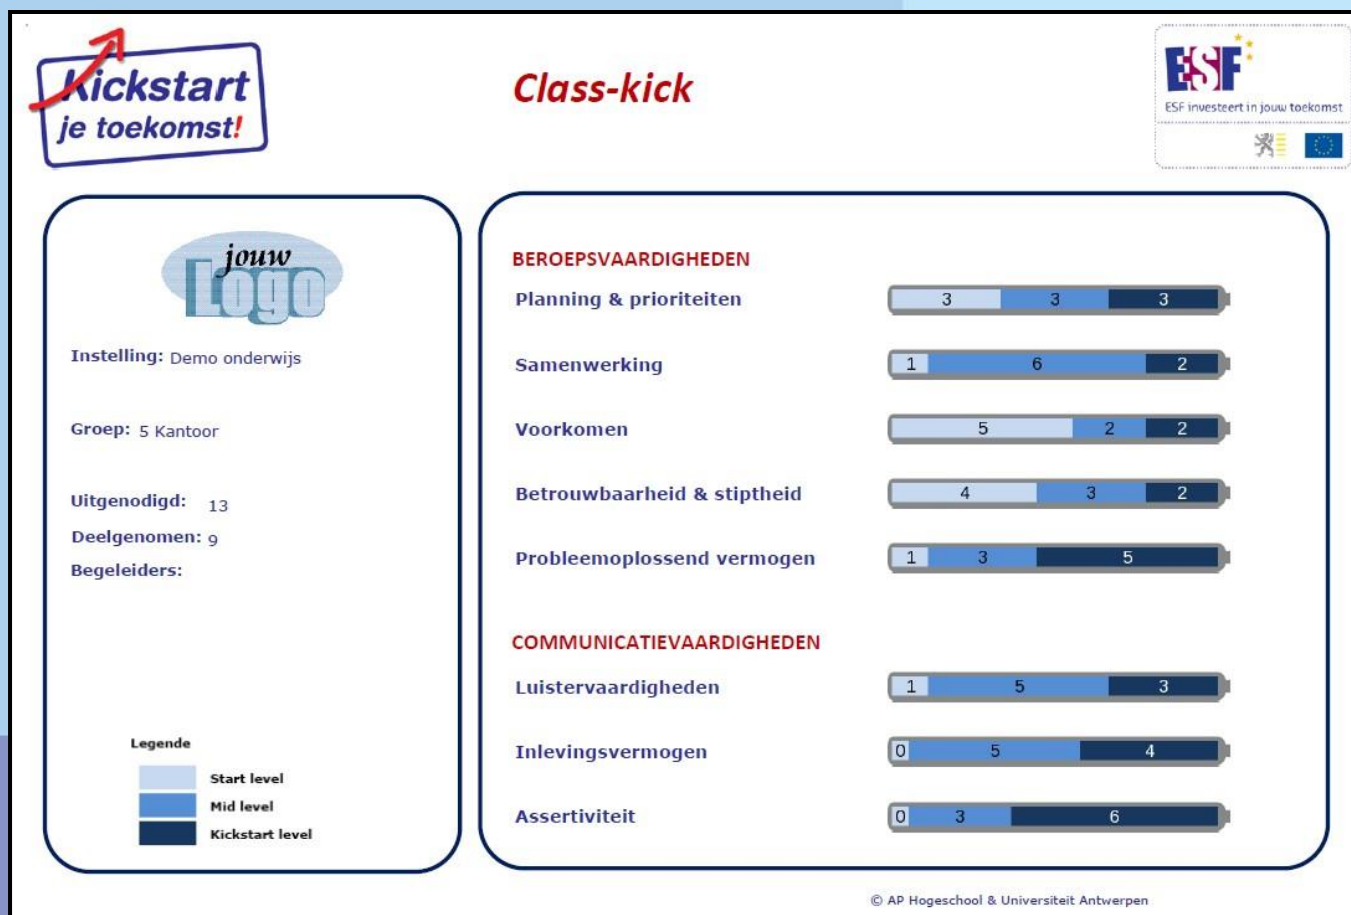 Kickstart
je toekomst!
Class-kick
ESF
ESF investeert in jouw toekomst
jouw
Logo
Instelling: Demo onderwijs
Groep: 5 Kantoor
Uitgenodigd: 13
Deelgenomen: 9
Begeleiders:
Legende
Start level
Mid level
Kickstart level
BEROEPSVAARDIGHEDEN
Planning & prioriteiten 3 3 3
Samenwerking 1 6 2
Voorkomen 5 2 2
Betrouwbaarheid & stiptheid 4 3 2
Probleemoplossend vermogen 1 3 5
COMMUNICATIEVAARDIGHEDEN
Luistervaardigheden 1 5 3
Inlevingsvermogen 0 5 4
Assertiviteit 0 3 6
© AP Hogeschool & Universiteit Antwerpen